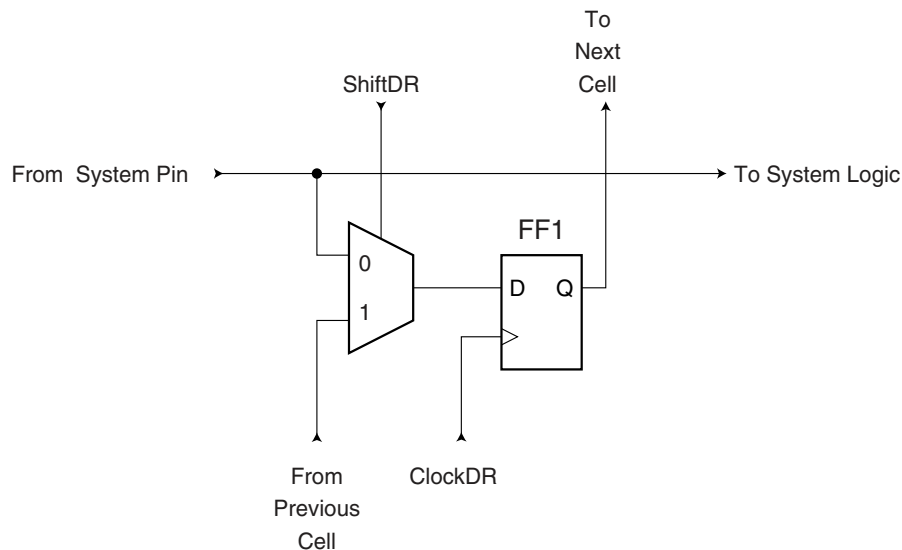 To
Next
Cell
ShiftDR
From System Pin
To System Logic
FF1
0
D Q
1
From
Previous
Cell
ClockDR